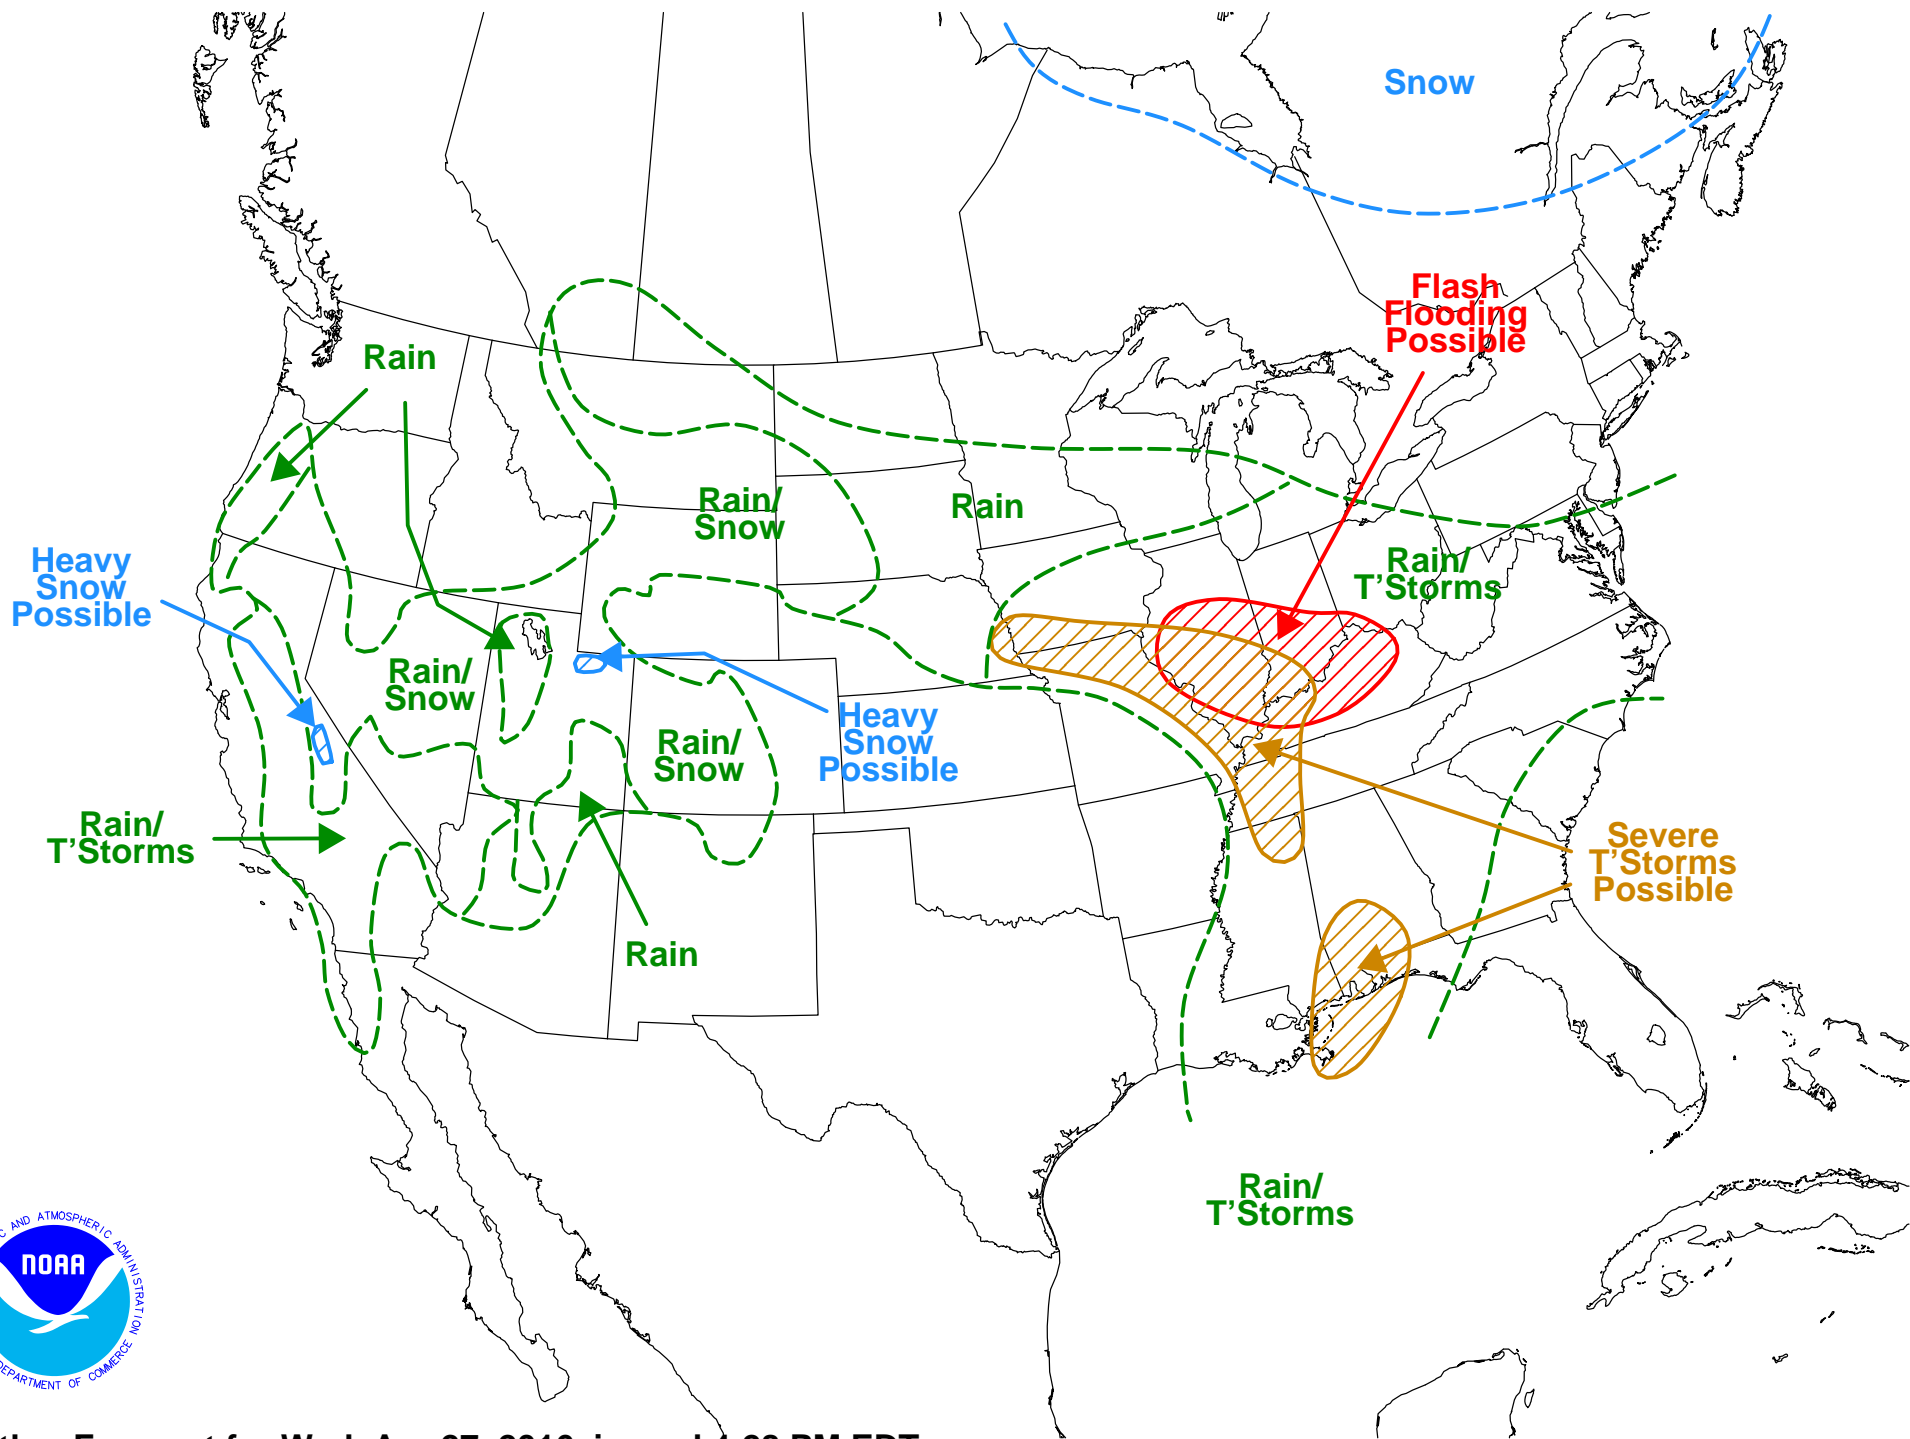 Snow
Flash
Flooding
Possible
Rain
Rain/
Snow
Rain
Heavy
Snow
Possible
Rain/
T'Storms
Rain/
Snow
Heavy
Snow
Possible
Rain/
Snow
Rain/
T'Storms
Severe
T'Storms
Possible
Rain
Rain/
T'Storms
AND ATMOSPHERIC ADMINISTRATION
NOAA
DEPARTMENT OF COMMERCE